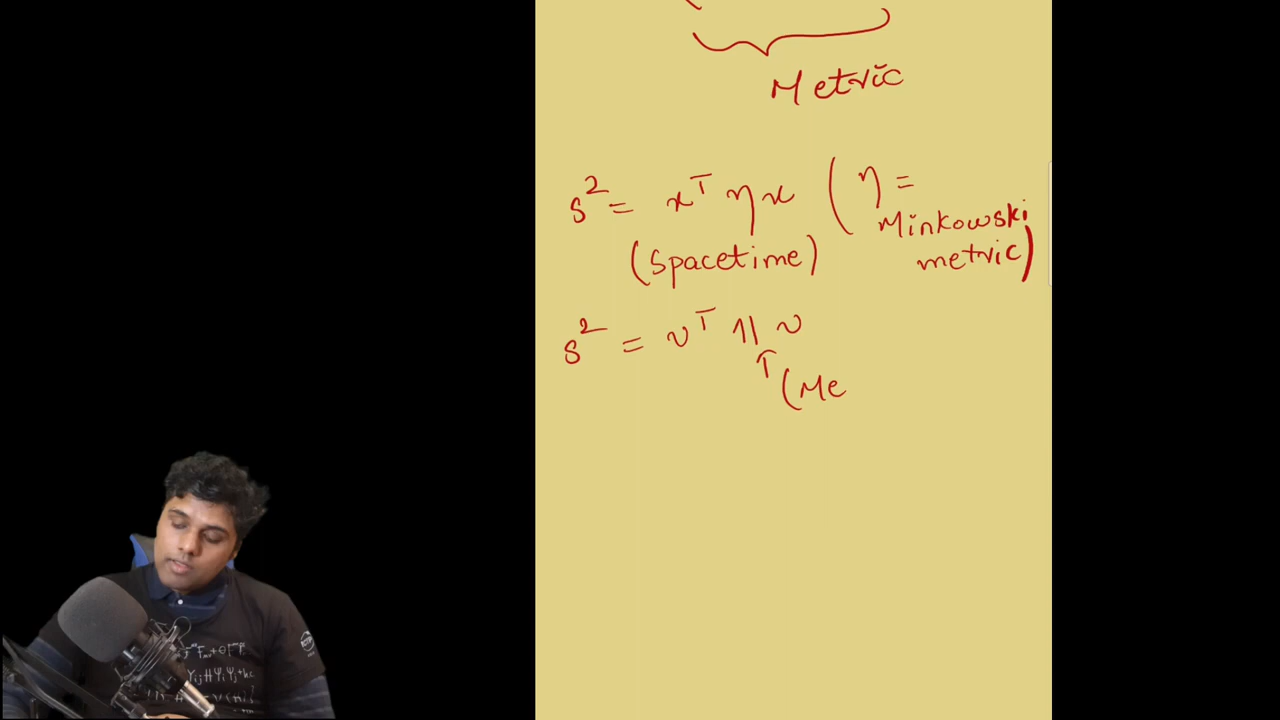 Metric
s² = xᵀ η x (η =
Minkowski
(Spacetime)
metric)
s² = vᵀ 𝟙 v
↑
(Me